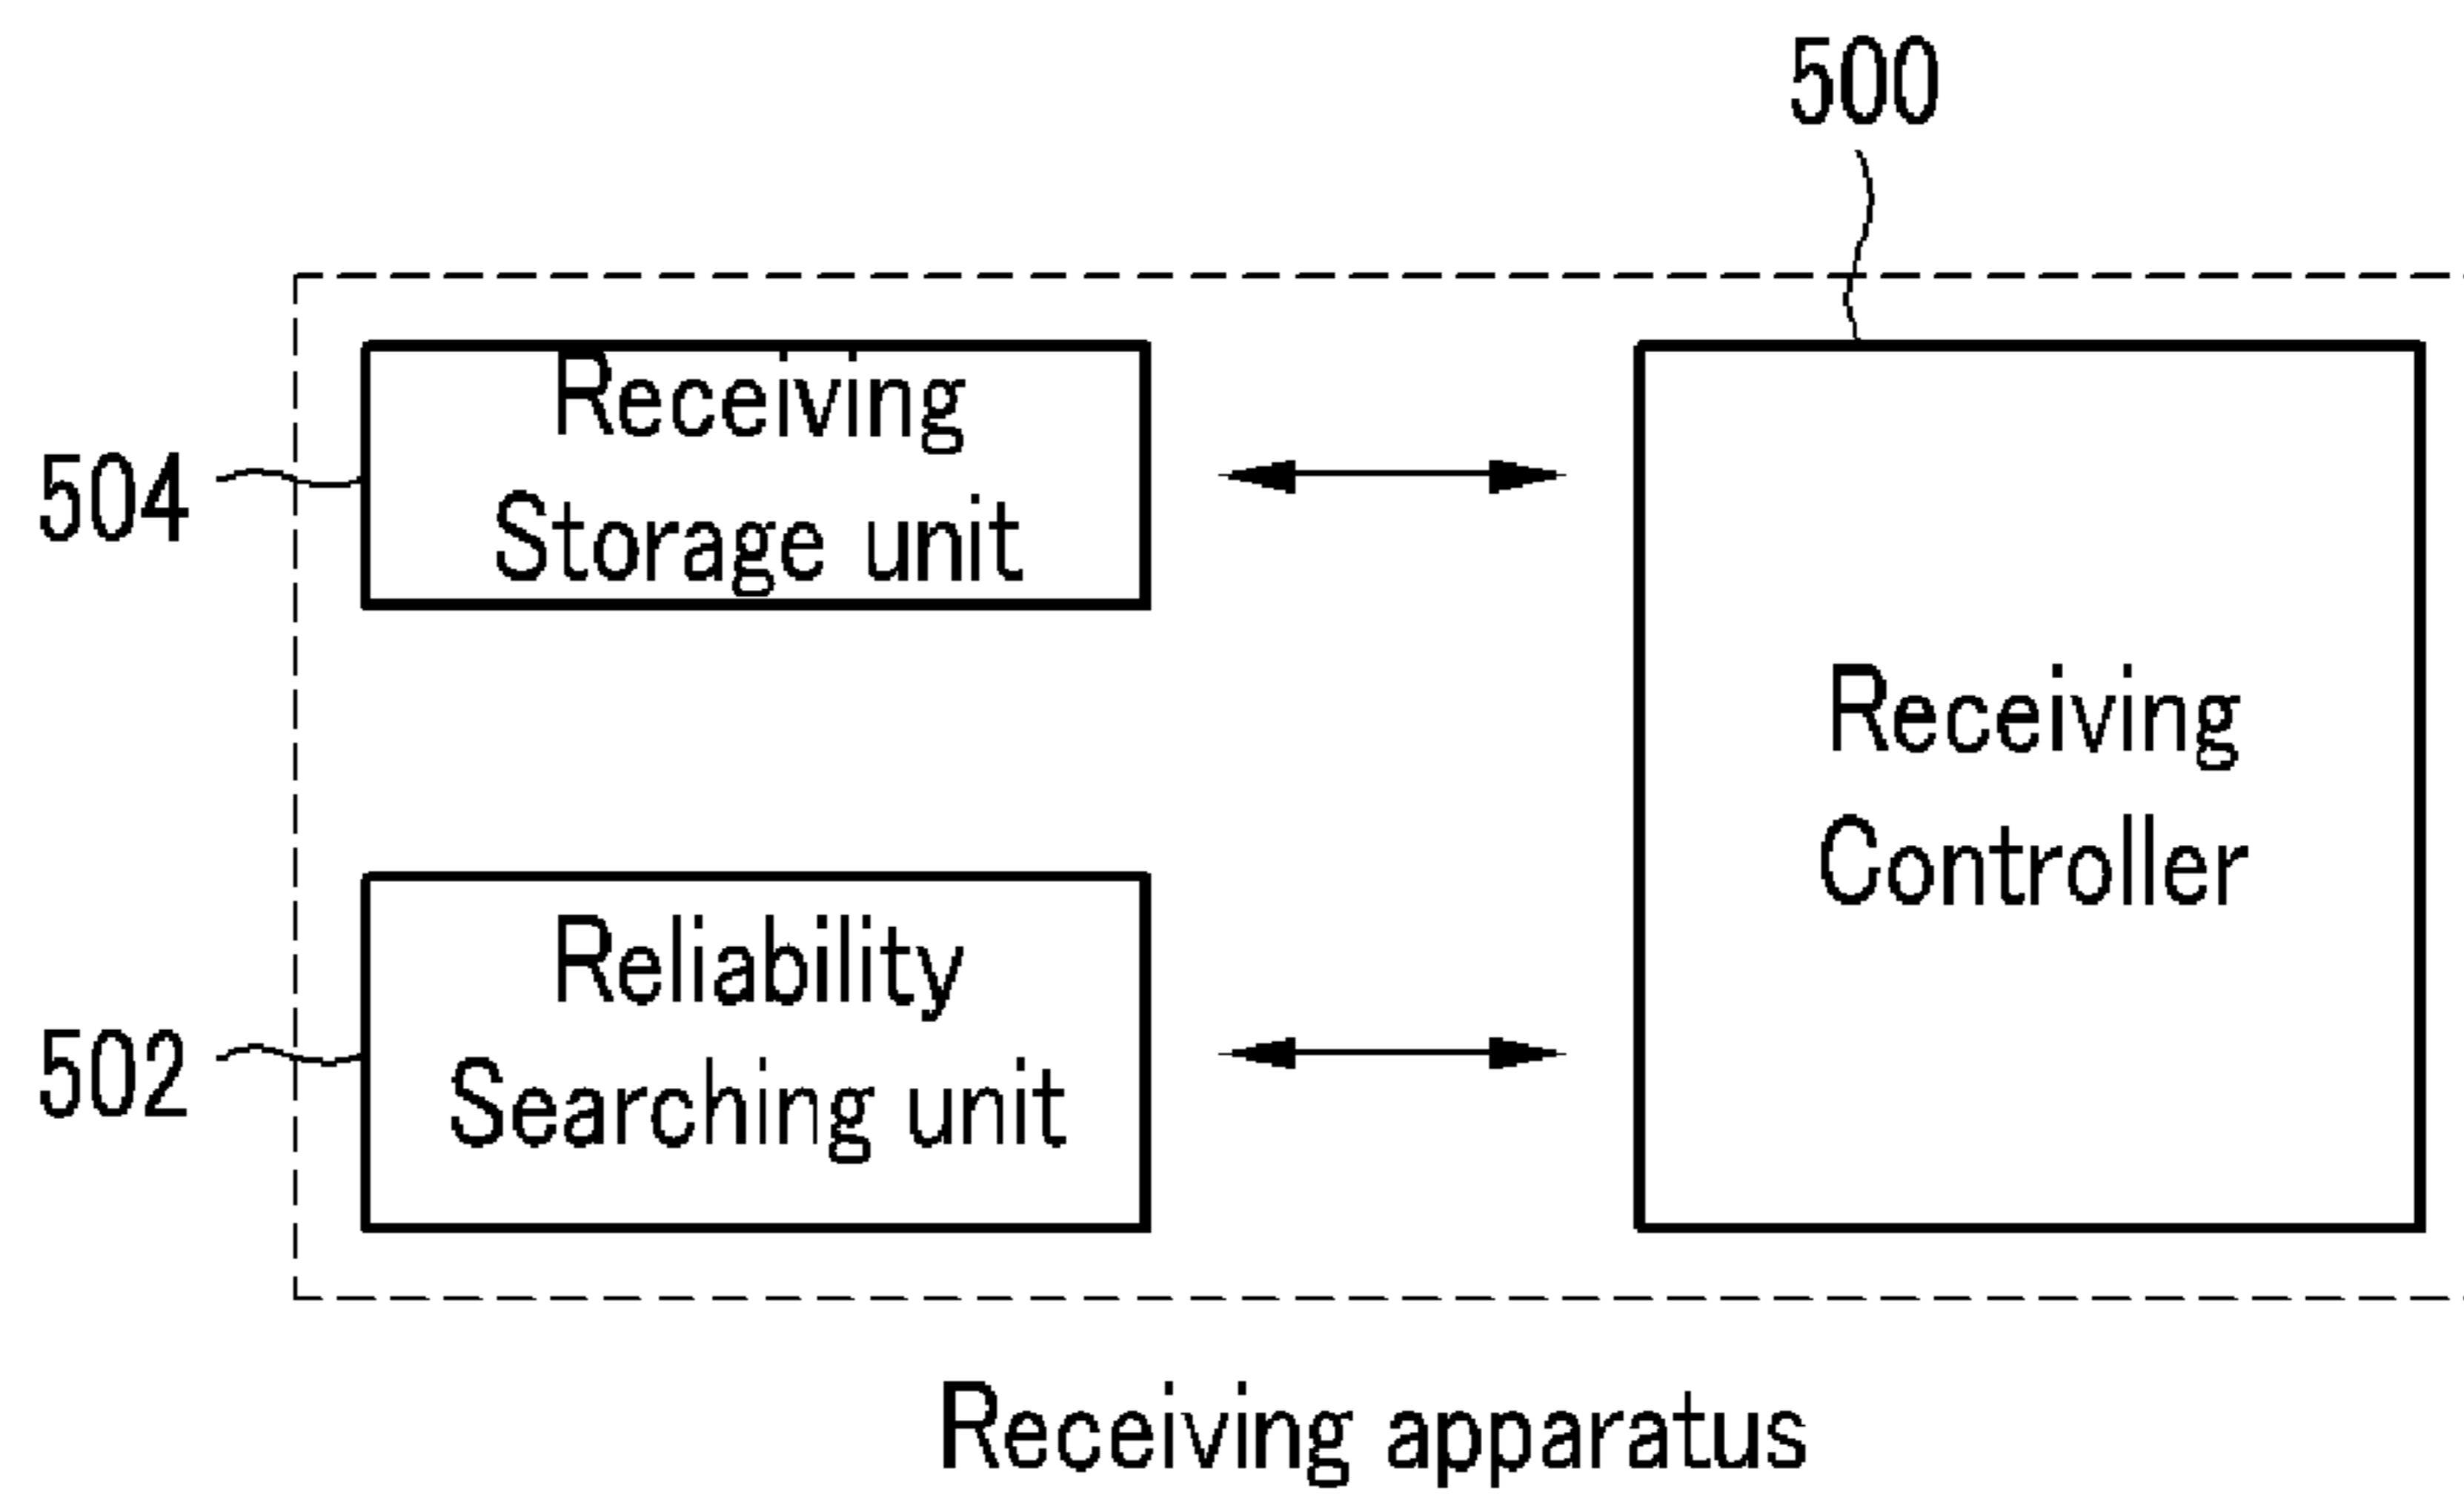 500
504
Receiving
Storage unit
Receiving
Controller
502
Reliability
Searching unit
Receiving apparatus